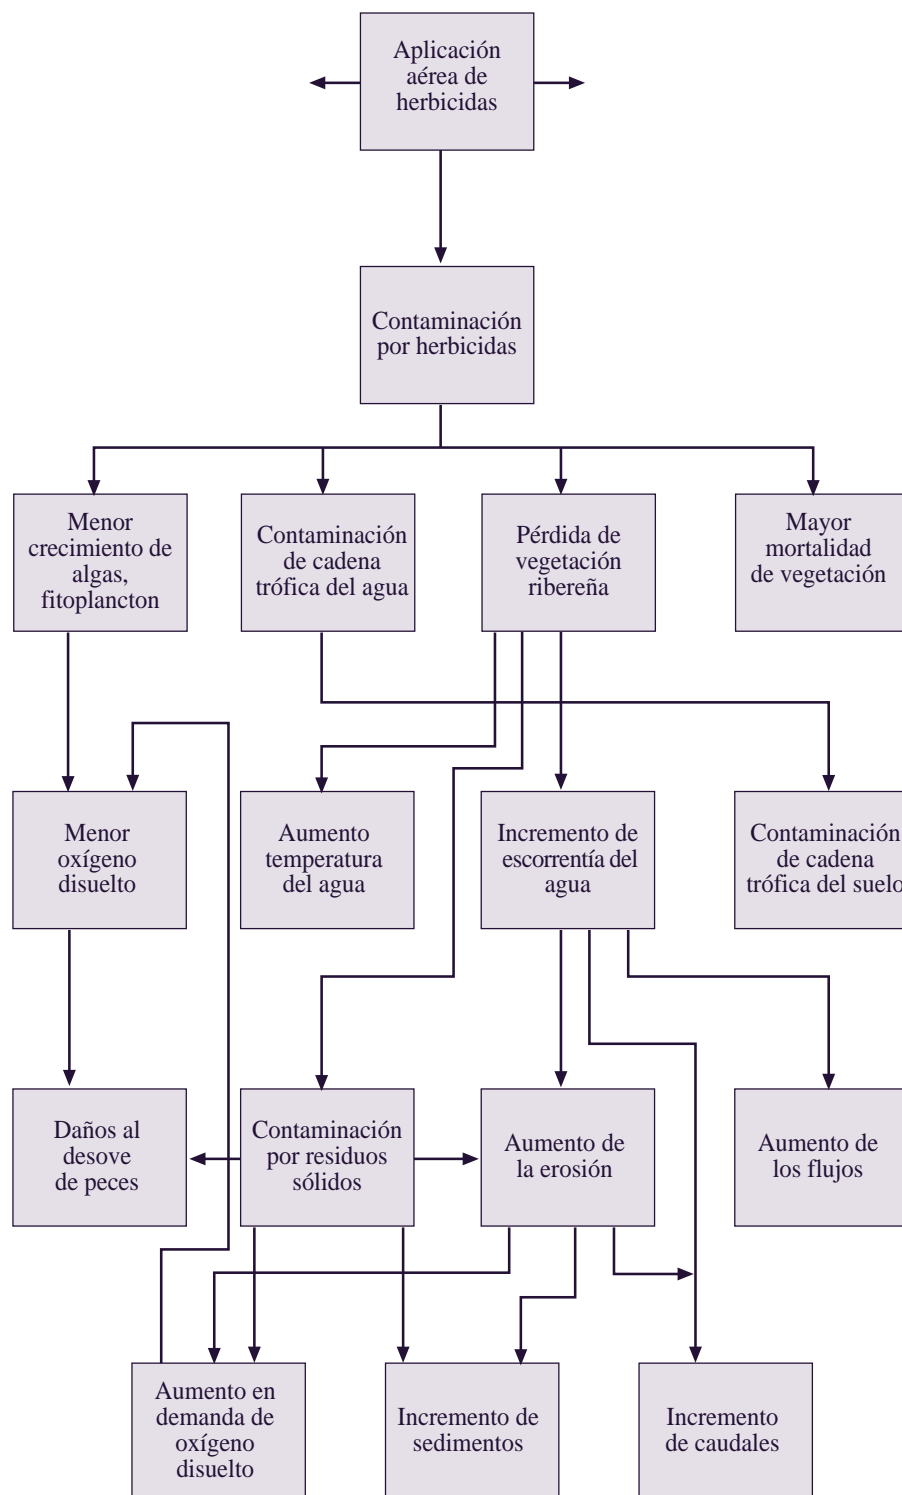 Aplicación
aérea de
herbicidas
Contaminación
por herbicidas
Menor
crecimiento de
algas,
fitoplancton
Contaminación
de cadena
trófica del agua
Pérdida de
vegetación
ribereña
Mayor
mortalidad
de vegetación
Menor
oxígeno
disuelto
Aumento
temperatura
del agua
Incremento de
escorrentía del
agua
Contaminación
de cadena
trófica del suelo
Daños al
desove
de peces
Contaminación
por residuos
sólidos
Aumento de
la erosión
Aumento de
los flujos
Aumento en
demanda de
oxígeno
disuelto
Incremento de
sedimentos
Incremento
de caudales